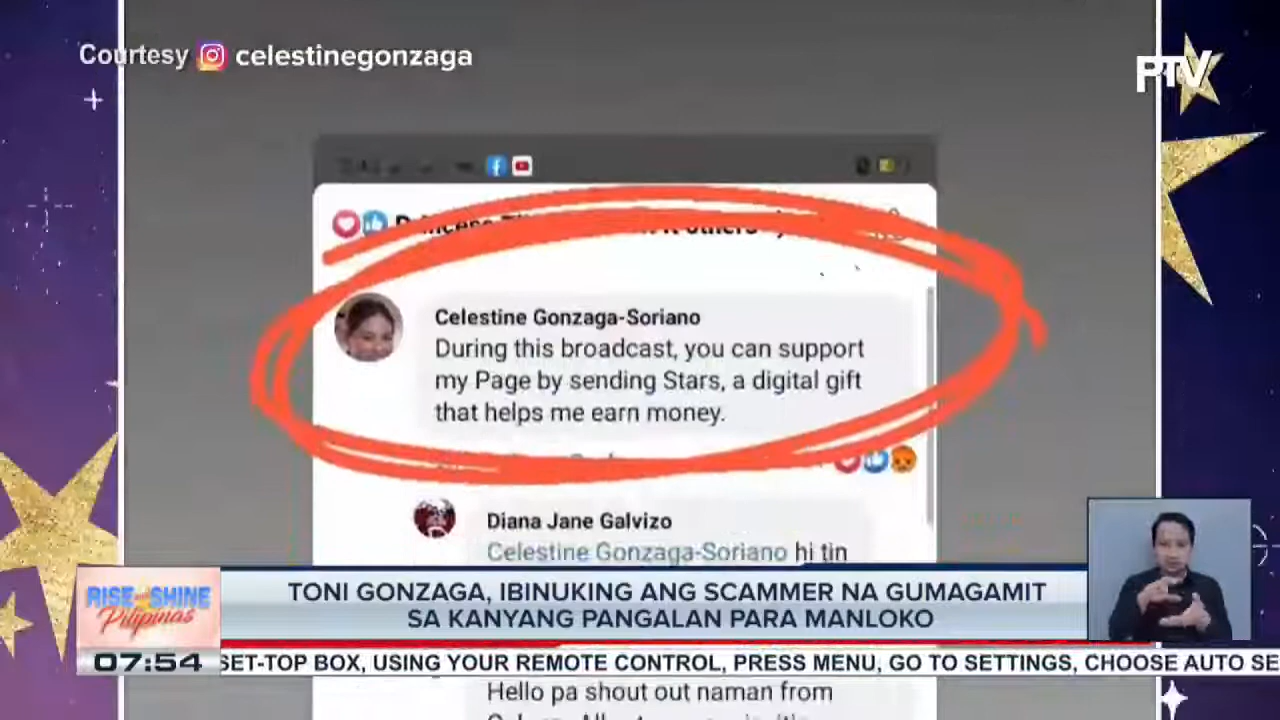 Courtesy celestinegonzaga
PTV
Celestine Gonzaga-Soriano
During this broadcast, you can support
my Page by sending Stars, a digital gift
that helps me earn money.
Diana Jane Galvizo
Celestine Gonzaga-Soriano hi tin
RISE AND SHINE
Pilipinas
TONI GONZAGA, IBINUKING ANG SCAMMER NA GUMAGAMIT
SA KANYANG PANGALAN PARA MANLOKO
07:54
SET-TOP BOX, USING YOUR REMOTE CONTROL, PRESS MENU, GO TO SETTINGS, CHOOSE AUTO SE
Hello pa shout out naman from